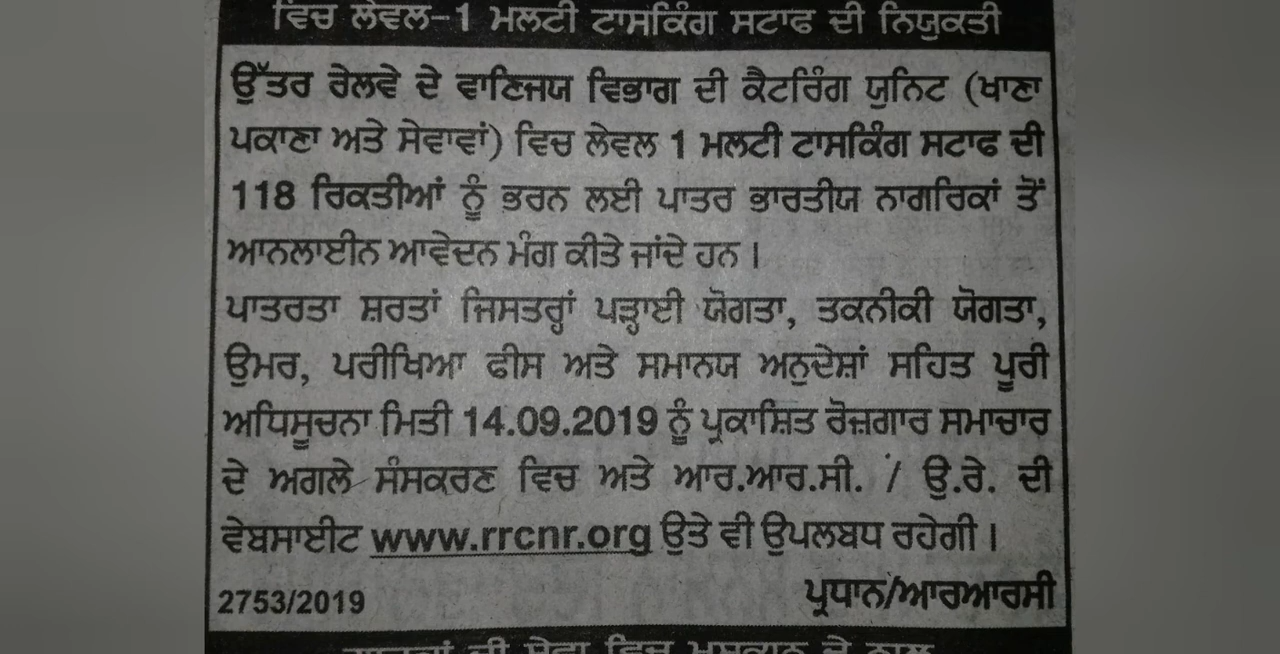 ਵਿਚ ਲੇਵਲ-1 ਮਲਟੀ ਟਾਸਕਿੰਗ ਸਟਾਫ ਦੀ ਨਿਯੁਕਤੀ
ਉੱਤਰ ਰੇਲਵੇ ਦੇ ਵਾਣਿਜਯ ਵਿਭਾਗ ਦੀ ਕੈਟਰਿੰਗ ਯੁਨਿਟ (ਖਾਣਾ
ਪਕਾਣਾ ਅਤੇ ਸੇਵਾਵਾਂ) ਵਿਚ ਲੇਵਲ 1 ਮਲਟੀ ਟਾਸਕਿੰਗ ਸਟਾਫ ਦੀ
118 ਰਿਕਤੀਆਂ ਨੂੰ ਭਰਨ ਲਈ ਪਾਤਰ ਭਾਰਤੀਯ ਨਾਗਰਿਕਾਂ ਤੋਂ
ਆਨਲਾਈਨ ਆਵੇਦਨ ਮੰਗ ਕੀਤੇ ਜਾਂਦੇ ਹਨ।
ਪਾਤਰਤਾ ਸ਼ਰਤਾਂ ਜਿਸਤਰ੍ਹਾਂ ਪੜ੍ਹਾਈ ਯੋਗਤਾ, ਤਕਨੀਕੀ ਯੋਗਤਾ,
ਉਮਰ, ਪਰੀਖਿਆ ਫੀਸ ਅਤੇ ਸਮਾਨਯ ਅਨੁਦੇਸ਼ਾਂ ਸਹਿਤ ਪੂਰੀ
ਅਧਿਸੂਚਨਾ ਮਿਤੀ 14.09.2019 ਨੂੰ ਪ੍ਰਕਾਸ਼ਿਤ ਰੋਜ਼ਗਾਰ ਸਮਾਚਾਰ
ਦੇ ਅਗਲੇ ਸੰਸਕਰਣ ਵਿਚ ਅਤੇ ਆਰ.ਆਰ.ਸੀ. / ਉ.ਰੇ. ਦੀ
ਵੇਬਸਾਈਟ www.rrcnr.org ਉਤੇ ਵੀ ਉਪਲਬਧ ਰਹੇਗੀ।
2753/2019 ਪ੍ਰਧਾਨ/ਆਰਆਰਸੀ
ਦੀ ਸੇਵਾ ਵਿਚ ਮੁਸਕਾਨ ਦੇ ਨਾਲ